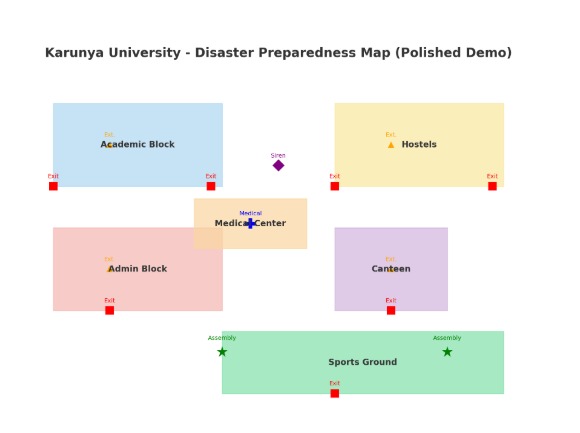 Karunya University - Disaster Preparedness Map (Polished Demo)
Ext.
Academic Block
Ext.
Hostels
Siren
Exit
Exit
Exit
Exit
Medical
Medical Center
Ext.
Admin Block
Ext.
Canteen
Exit
Exit
Assembly
Assembly
Sports Ground
Exit